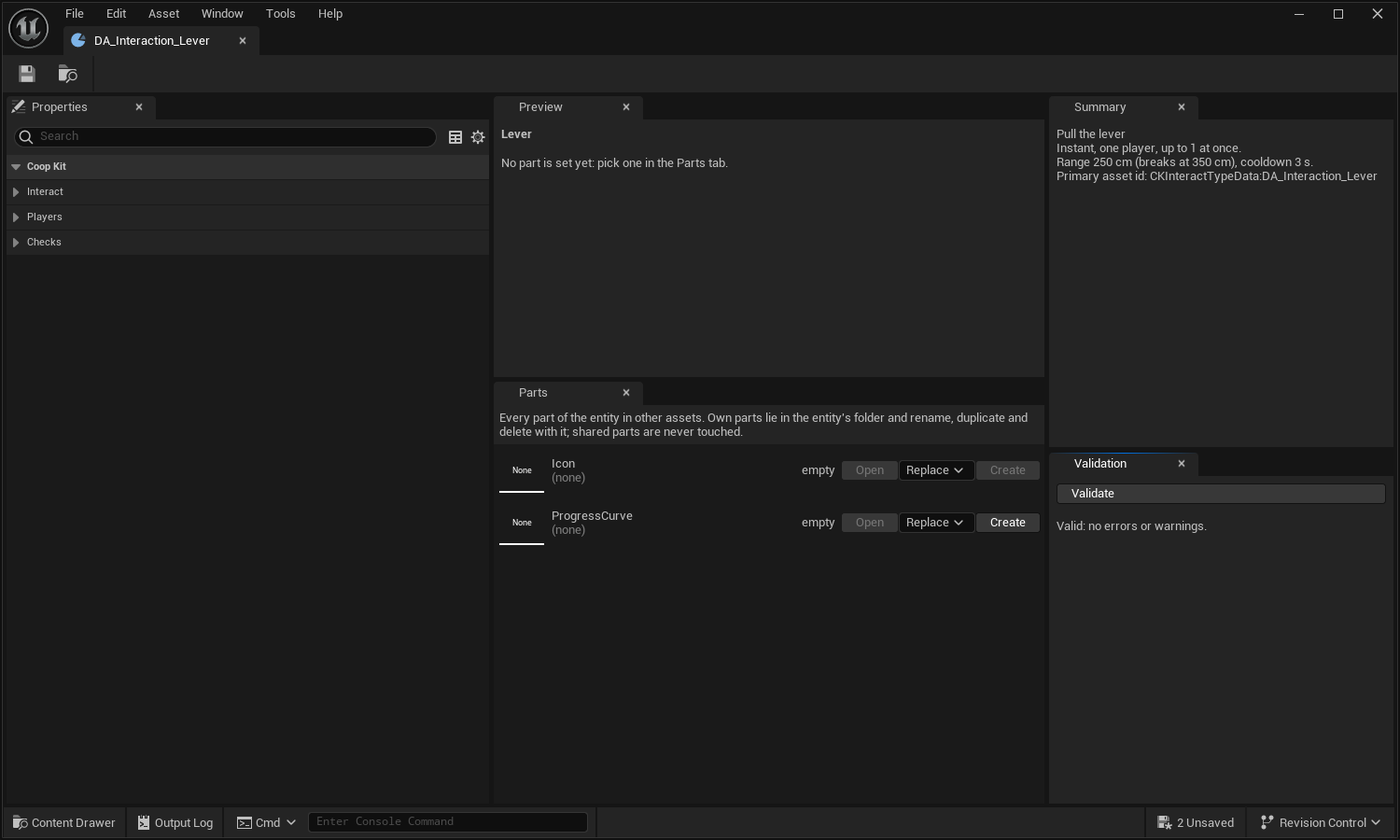 File Edit Asset Window Tools Help
DA_Interaction_Lever
Properties
Search
Coop Kit
Interact
Players
Checks
Preview
Lever
No part is set yet: pick one in the Parts tab.
Parts
Every part of the entity in other assets. Own parts lie in the entity's folder and rename, duplicate and
delete with it; shared parts are never touched.
None
Icon
(none)
empty Open Replace Create
None
ProgressCurve
(none)
empty Open Replace Create
Summary
Pull the lever
Instant, one player, up to 1 at once.
Range 250 cm (breaks at 350 cm), cooldown 3 s.
Primary asset id: CKInteractTypeData:DA_Interaction_Lever
Validation
Validate
Valid: no errors or warnings.
Content Drawer Output Log Cmd Enter Console Command 2 Unsaved Revision Control